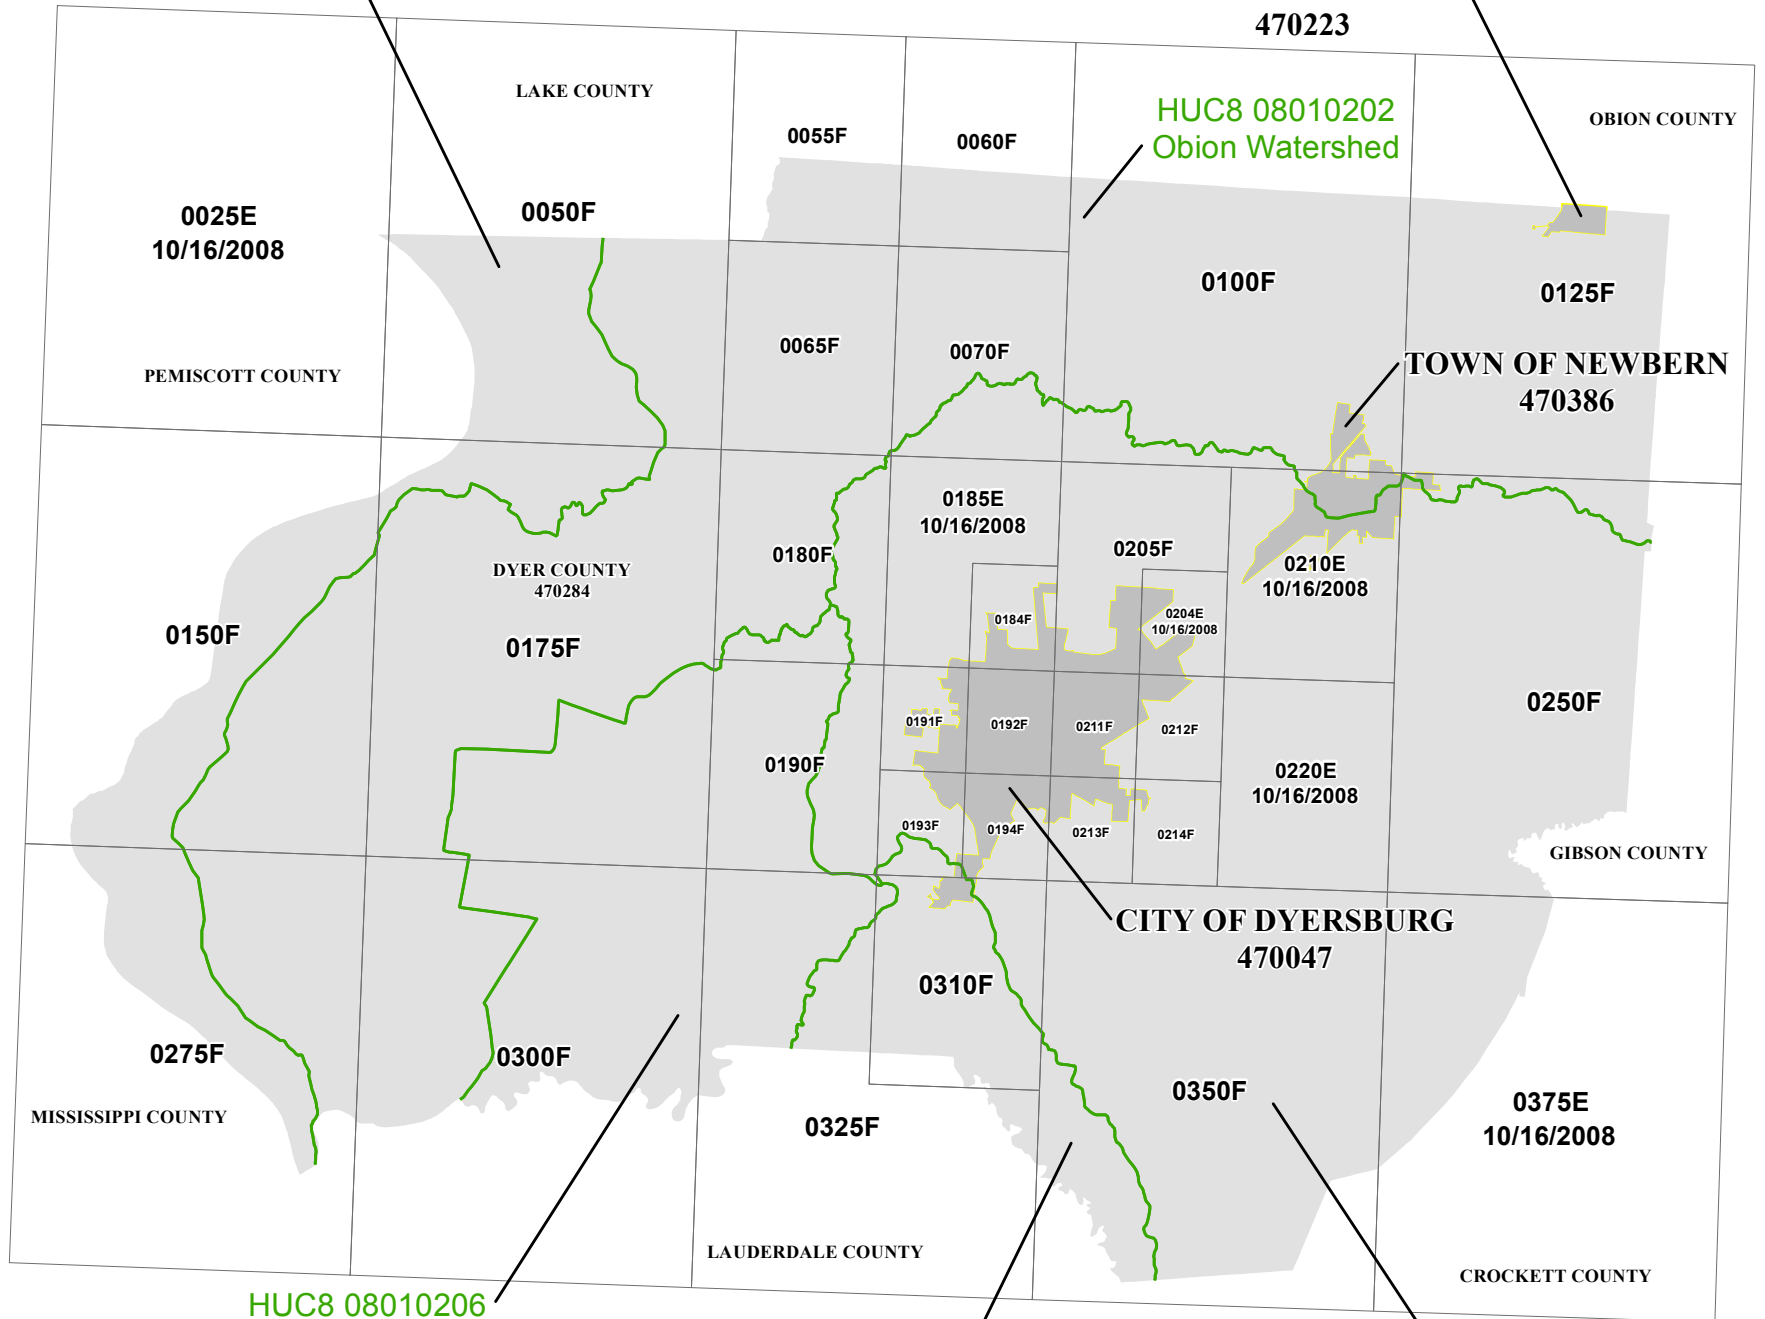 470223
LAKE COUNTY
HUC8 08010202
Obion Watershed
OBION COUNTY
0055F
0060F
0025E
10/16/2008
0050F
0100F
0125F
PEMISCOTT COUNTY
0065F
0070F
TOWN OF NEWBERN
470386
0185E
10/16/2008
0180F
0205F
0210E
10/16/2008
DYER COUNTY
470284
0150F
0175F
0184F
0204E
10/16/2008
0250F
0191F
0192F
0211F
0212F
0190F
0220E
10/16/2008
0193F
0194F
0213F
0214F
GIBSON COUNTY
CITY OF DYERSBURG
470047
0310F
0275F
0300F
0350F
0375E
10/16/2008
MISSISSIPPI COUNTY
0325F
LAUDERDALE COUNTY
CROCKETT COUNTY
HUC8 08010206